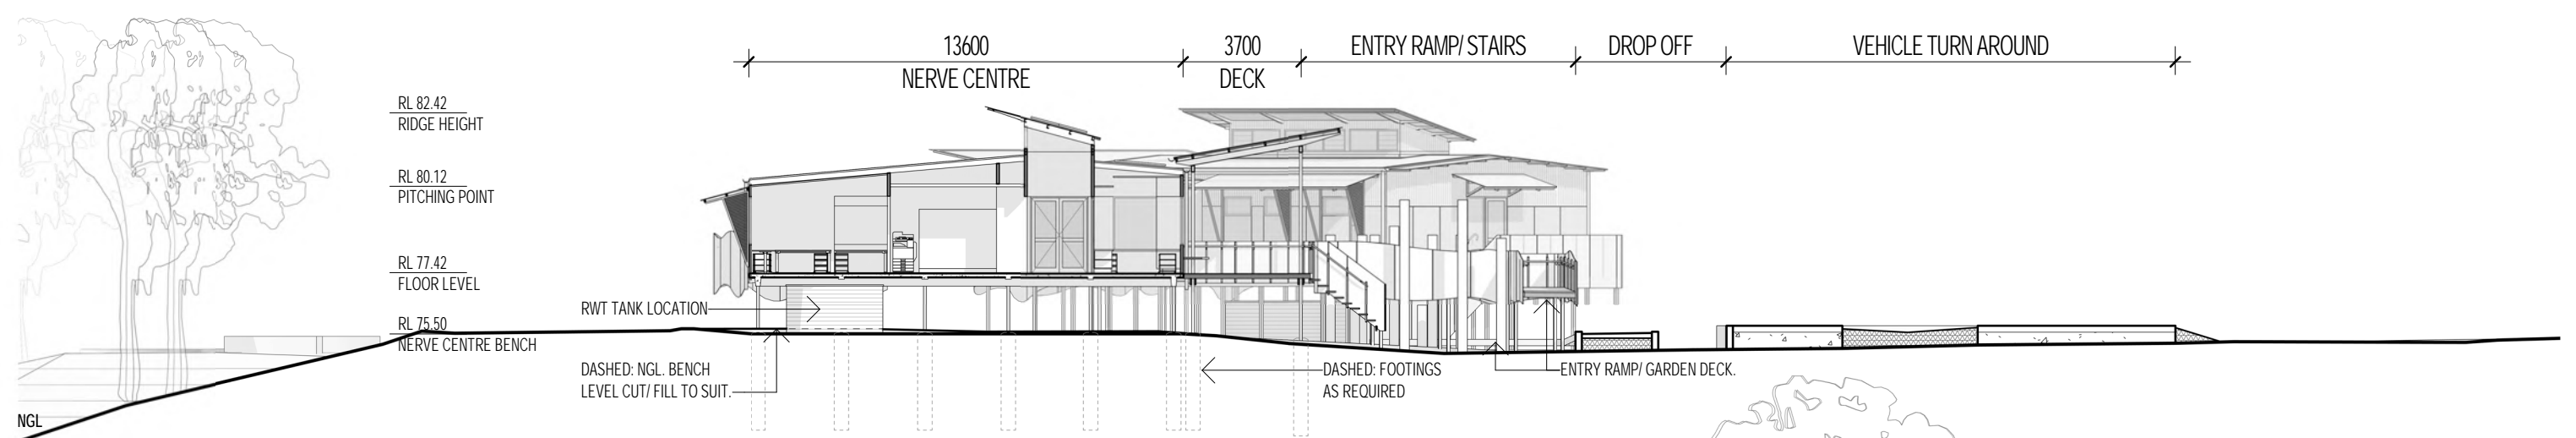 13600
NERVE CENTRE
3700
DECK
ENTRY RAMP/ STAIRS
DROP OFF
VEHICLE TURN AROUND
RL 82.42
RIDGE HEIGHT
RL 80.12
PITCHING POINT
RL 77.42
FLOOR LEVEL
RL 75.50
NERVE CENTRE BENCH
RWT TANK LOCATION
DASHED: NGL. BENCH
LEVEL CUT/ FILL TO SUIT.
DASHED: FOOTINGS
AS REQUIRED
ENTRY RAMP/ GARDEN DECK.
NGL